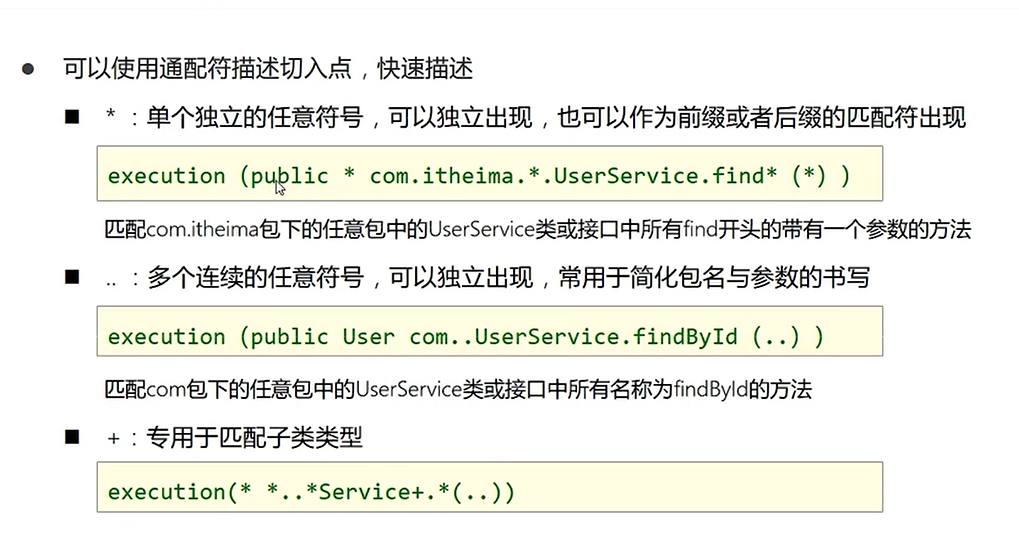 ● 可以使用通配符描述切入点，快速描述
■ * ：单个独立的任意符号，可以独立出现，也可以作为前缀或者后缀的匹配符出现
execution (public * com.itheima.*.UserService.find* (*) )
匹配com.itheima包下的任意包中的UserService类或接口中所有find开头的带有一个参数的方法
■ .. ：多个连续的任意符号，可以独立出现，常用于简化包名与参数的书写
execution (public User com..UserService.findById (..) )
匹配com包下的任意包中的UserService类或接口中所有名称为findById的方法
■ + ：专用于匹配子类类型
execution(* *..*Service+.*(..))